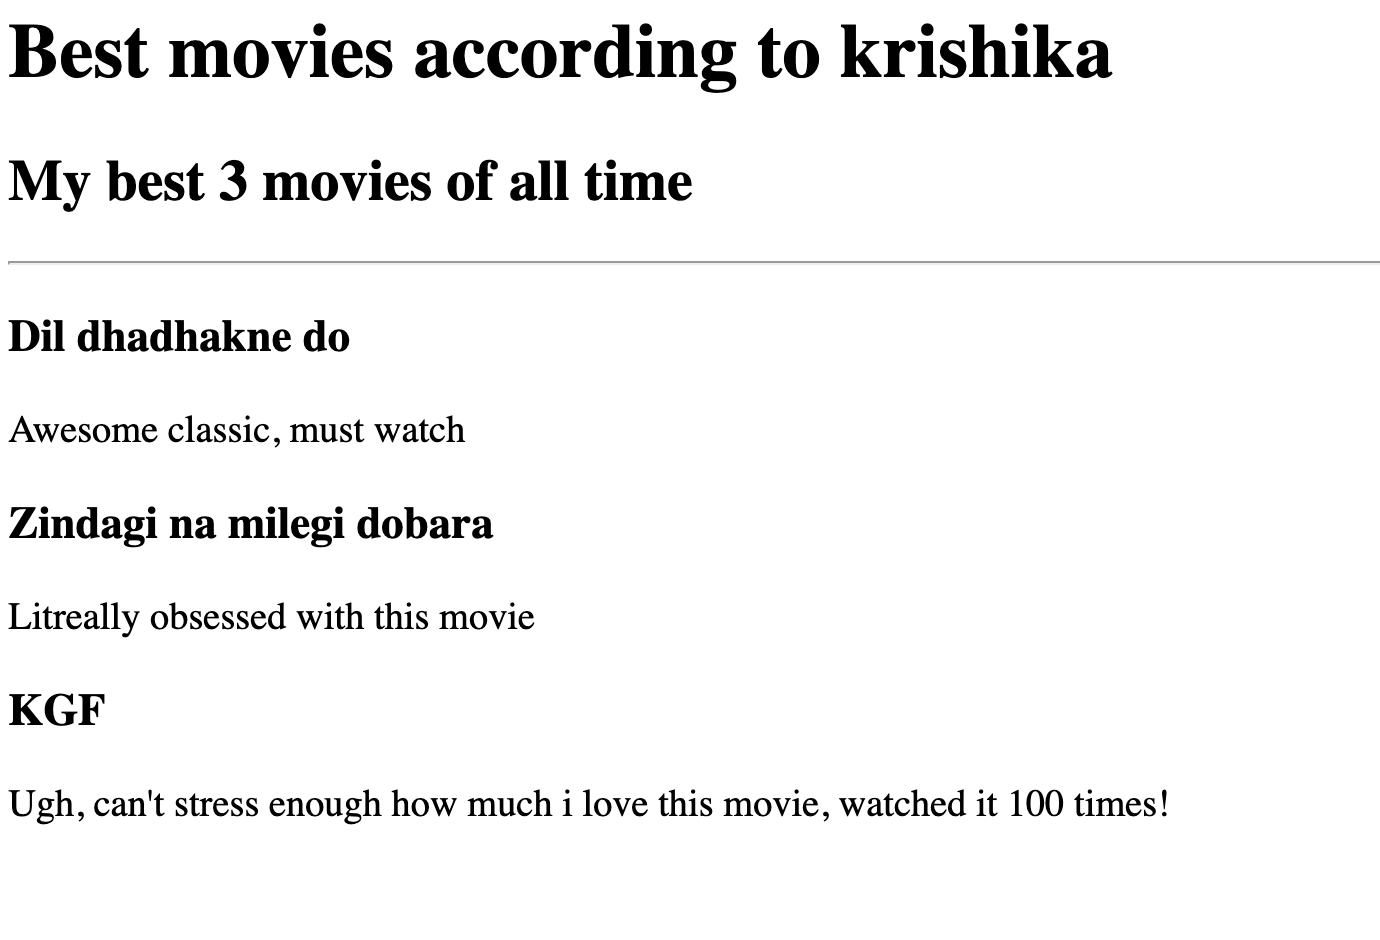 Best movies according to krishika
My best 3 movies of all time
Dil dhadhakne do
Awesome classic, must watch
Zindagi na milegi dobara
Litreally obsessed with this movie
KGF
Ugh, can't stress enough how much i love this movie, watched it 100 times!